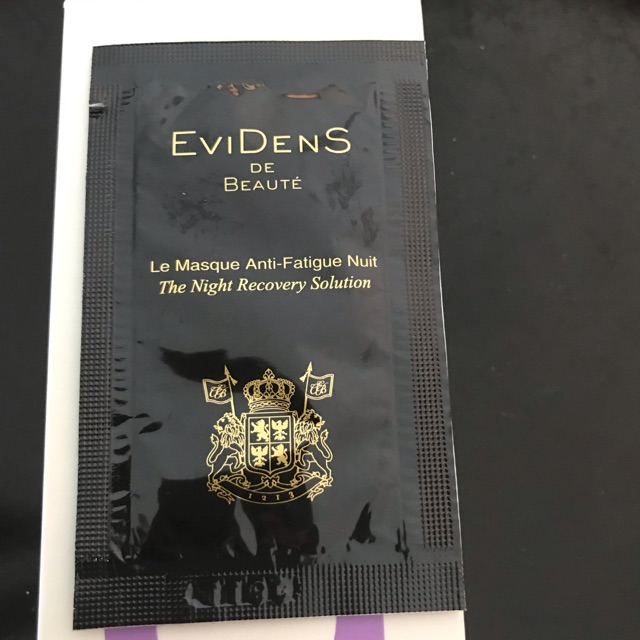 EviDenS
DE
BEAUTÉ
Le Masque Anti-Fatigue Nuit
The Night Recovery Solution